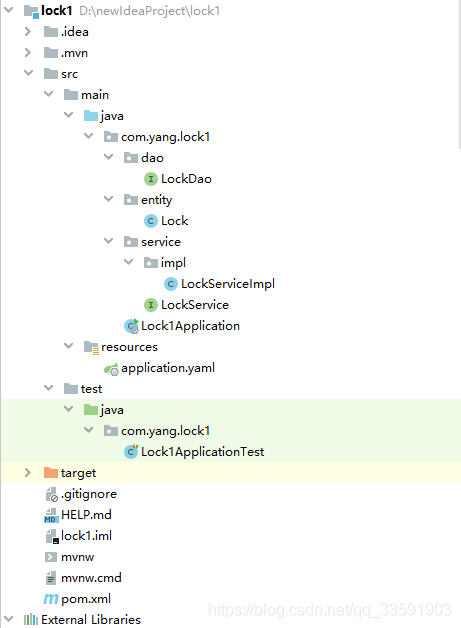 lock1 D:\newIdeaProject\lock1
.idea
.mvn
src
main
java
com.yang.lock1
dao
I LockDao
entity
C Lock
service
impl
C LockServiceImpl
I LockService
C Lock1Application
resources
application.yaml
test
java
com.yang.lock1
C Lock1ApplicationTest
target
.gitignore
MD HELP.md
lock1.iml
mvnw
mvnw.cmd
m pom.xml
https://blog.csdn.net/qq_33591903
External Libraries